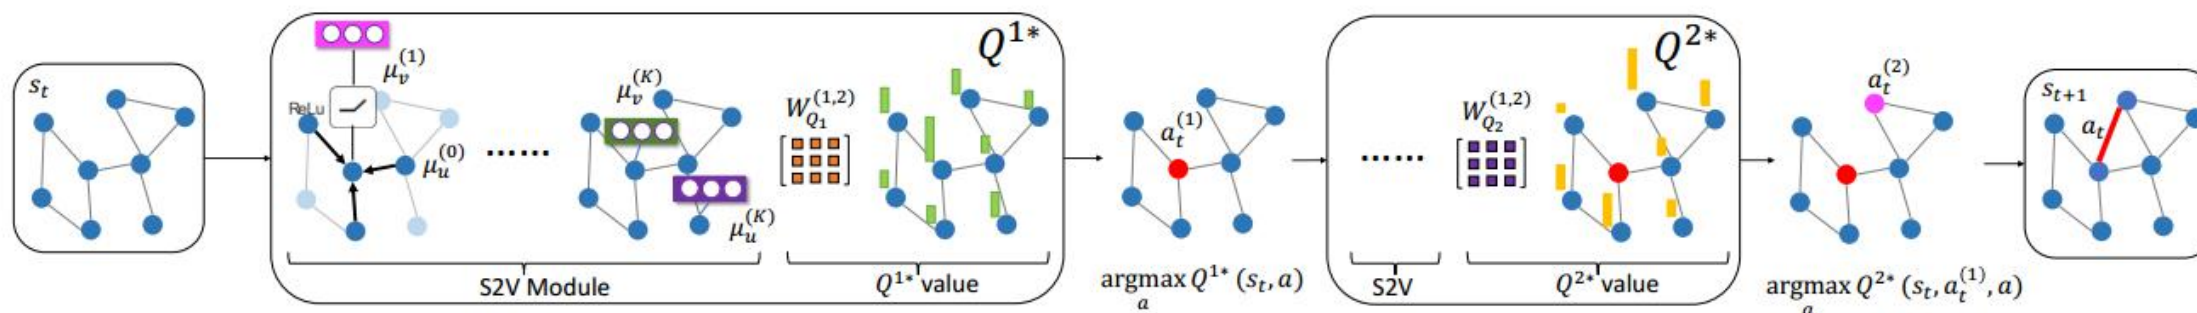 s_t
ReLu
μ_v^(1)
μ_u^(0)
......
μ_v^(K)
μ_u^(K)
S2V Module
W_{Q_1}^(1,2)
Q^{1*}
Q^{1*} value
a_t^(1)
argmax Q^{1*} (s_t, a)
a
......
S2V
W_{Q_2}^(1,2)
Q^{2*}
Q^{2*} value
a_t^(2)
argmax Q^{2*} (s_t, a_t^(1), a)
a
s_{t+1}
a_t